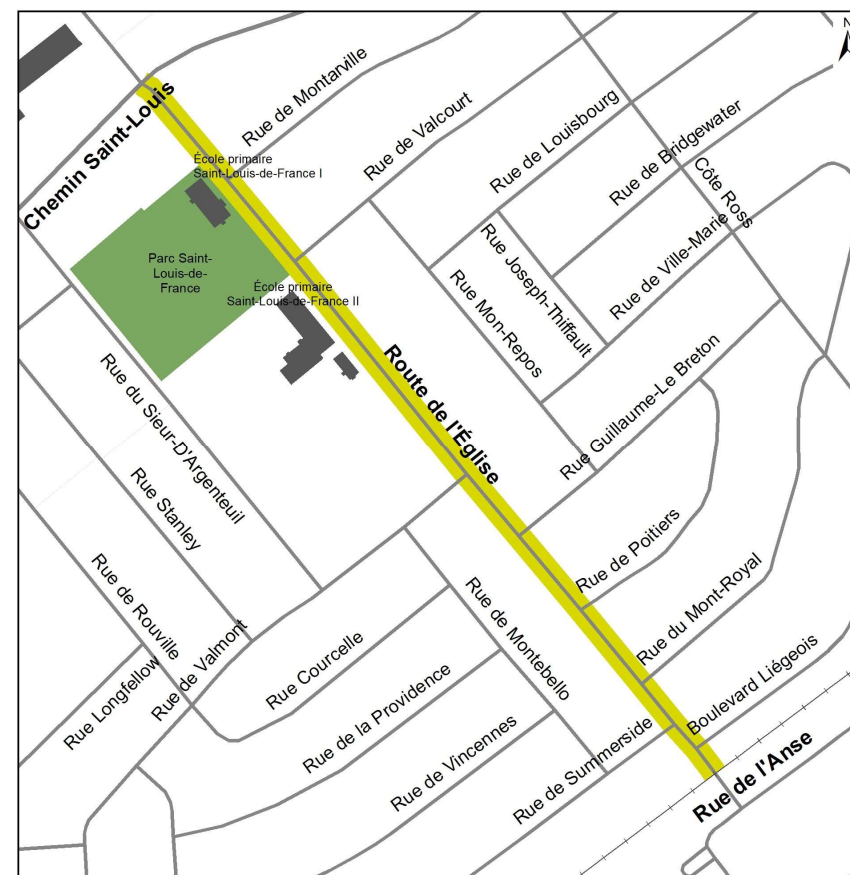 N
Rue de Montarville
Chemin Saint-Louis
Rue de Valcourt
Rue de Louisbourg
Rue de Bridgewater
École primaire
Saint-Louis-de-France I
Côte Ross
Parc Saint-
Louis-de-
France
Rue Joseph-Thiffault
Rue de Ville-Marie
École primaire
Saint-Louis-de-France II
Rue Mon-Repos
Route de l'Église
Rue Guillaume-Le Breton
Rue du Sieur-D'Argenteuil
Rue Stanley
Rue de Poitiers
Rue de Rouville
Rue du Mont-Royal
Rue de Montebello
Rue de Valmont
Rue Courcelle
Rue Longfellow
Boulevard Liégeois
Rue de la Providence
Rue de Vincennes
Rue de Summerside
Rue de l'Anse